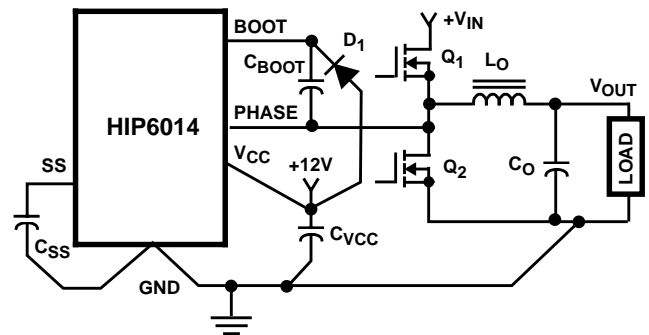 +VIN
BOOT
D1
CBOOT
Q1
LO
VOUT
PHASE
HIP6014
VCC
SS
+12V
Q2
CO
LOAD
CSS
CVCC
GND